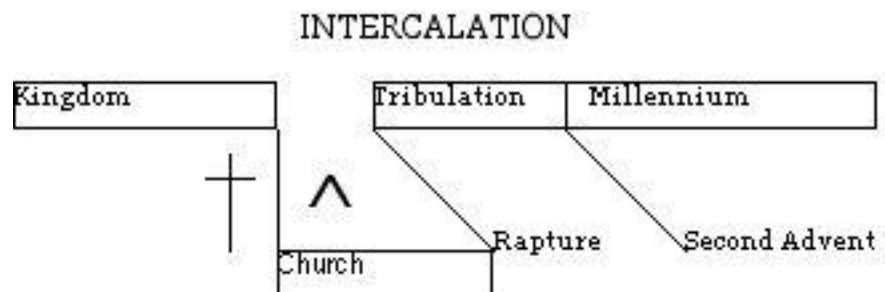 INTERCALATION
Kingdom
Tribulation
Millennium
Rapture
Second Advent
Church